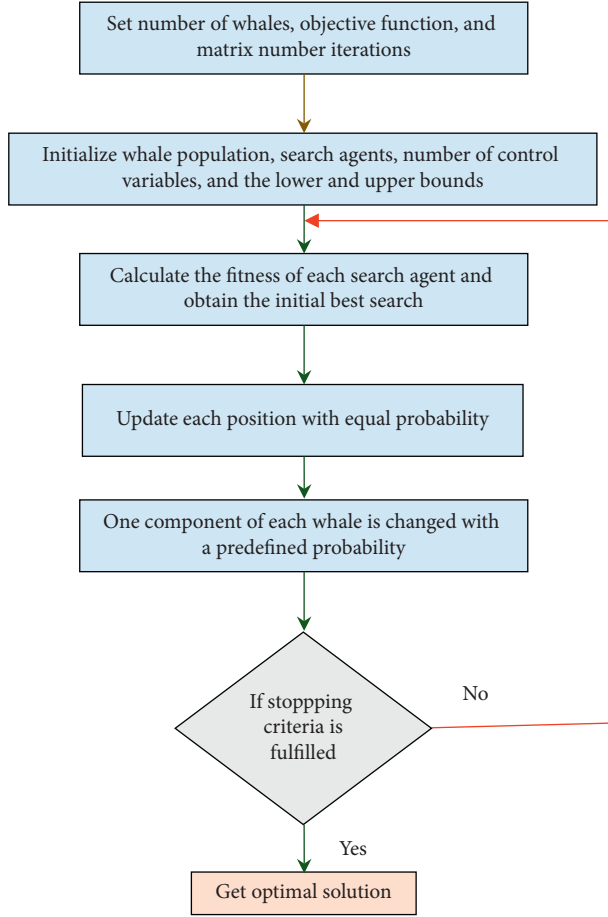 Set number of whales, objective function, and
matrix number iterations
Initialize whale population, search agents, number of control
variables, and the lower and upper bounds
Calculate the fitness of each search agent and
obtain the initial best search
Update each position with equal probability
One component of each whale is changed with
a predefined probability
If stoppping
criteria is
fulfilled
No
Yes
Get optimal solution